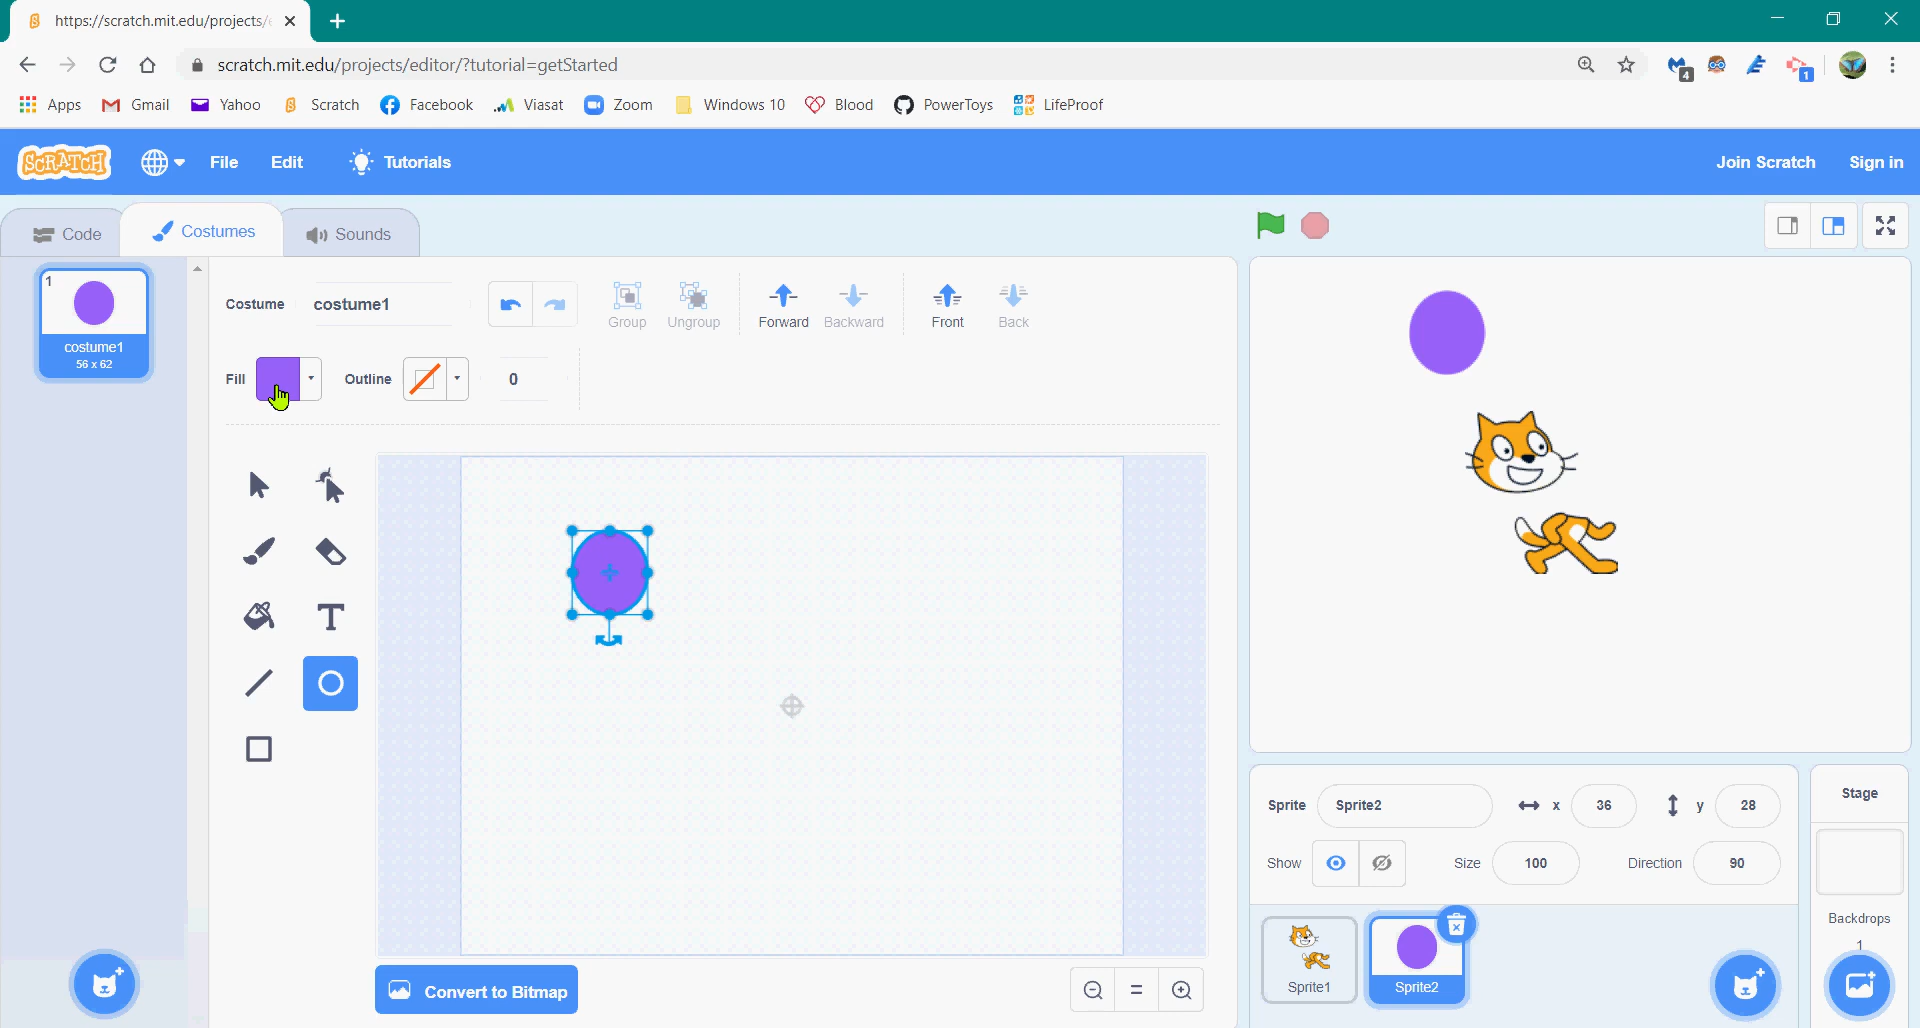 https://scratch.mit.edu/projects/
scratch.mit.edu/projects/editor/?tutorial=getStarted
4
1
Apps Gmail Yahoo Scratch Facebook Viasat Zoom Windows 10 Blood PowerToys LifeProof
SCRATCH File Edit Tutorials Join Scratch Sign in
Code Costumes Sounds
1
costume1
56 x 62
Costume costume1
Group Ungroup Forward Backward Front Back
Fill Outline 0
T
Convert to Bitmap
Sprite Sprite2 x 36 y 28
Show Size 100 Direction 90
Sprite1 Sprite2
Stage
Backdrops
1